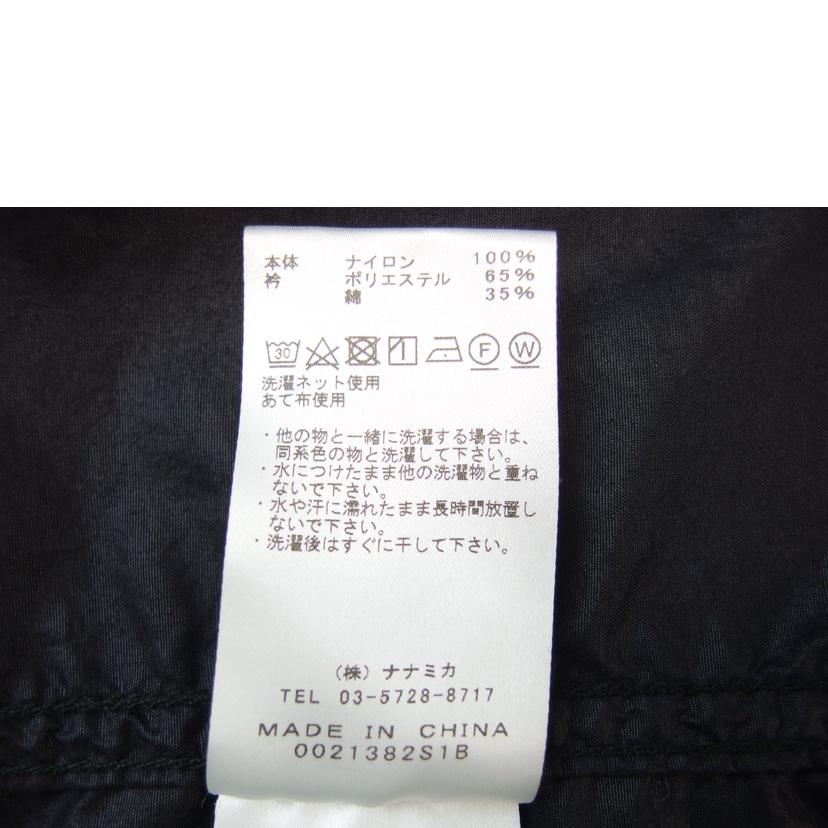 本体 ナイロン 100%
衿 ポリエステル 65%
綿 35%
30 F W
洗濯ネット使用
あて布使用
・他の物と一緒に洗濯する場合は、
同系色の物と洗濯して下さい。
・水につけたまま他の洗濯物と重ね
ないで下さい。
・水や汗に濡れたまま長時間放置し
ないで下さい。
・洗濯後はすぐに干して下さい。
(株) ナナミカ
TEL 03-5728-8717
MADE IN CHINA
0021382S1B